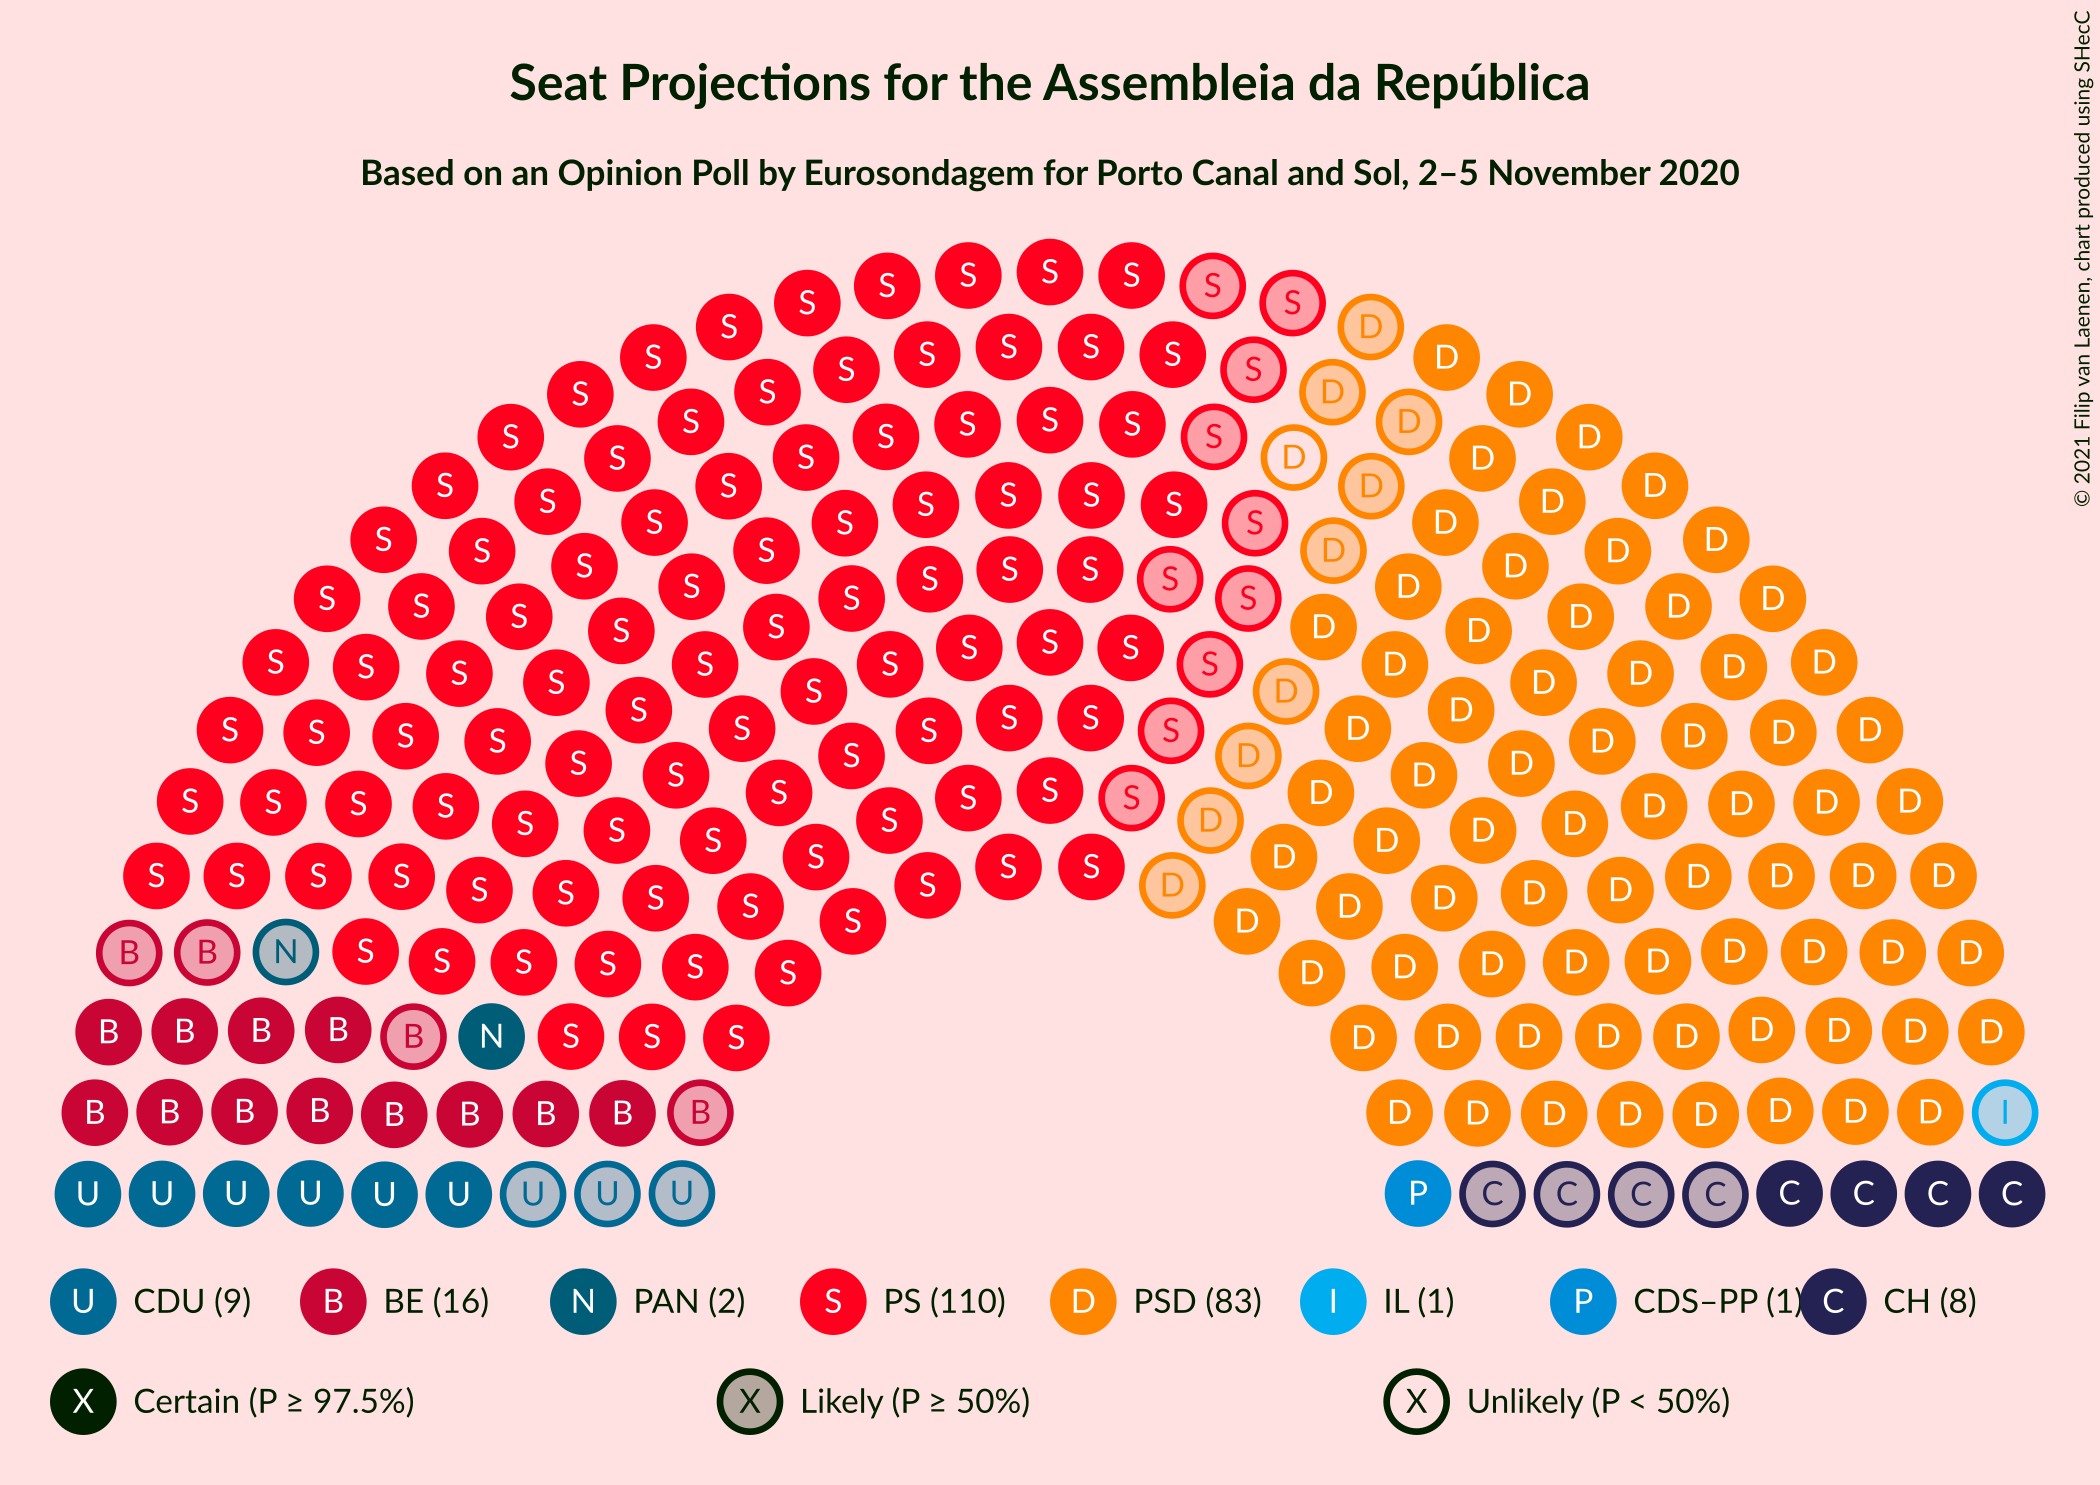 Seat Projections for the Assembleia da República
Based on an Opinion Poll by Eurosondagem for Porto Canal and Sol, 2–5 November 2020
© 2021 Filip van Laenen, chart produced using SHecC
S S S S S S S S S S S S S D D D D D D D D D D D D D D D
U U U U U U U U U P C C C C C C C C
U CDU (9) B BE (16) N PAN (2) S PS (110) D PSD (83) I IL (1) P CDS–PP (1) C CH (8)
X Certain (P ≥ 97.5%) X Likely (P ≥ 50%) X Unlikely (P < 50%)